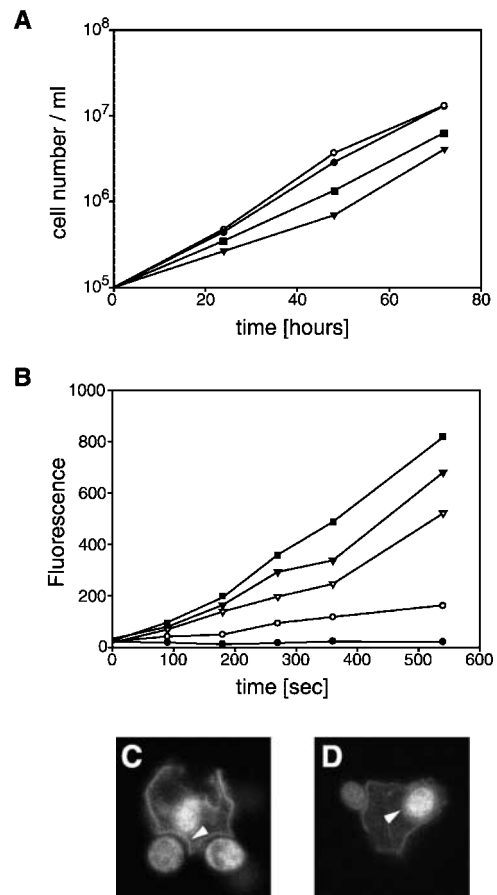 A
10^8
10^7
10^6
10^5
cell number / ml
0 20 40 60 80
time [hours]
B
1000
800
600
400
200
0
Fluorescence
0 100 200 300 400 500 600
time [sec]
C D